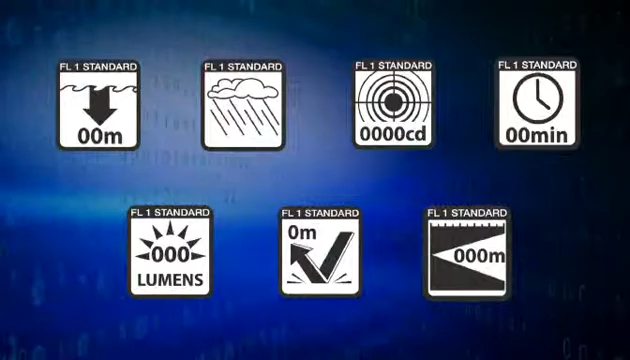 FL 1 STANDARD
00m
FL 1 STANDARD
FL 1 STANDARD
0000cd
FL 1 STANDARD
00min
FL 1 STANDARD
000
LUMENS
FL 1 STANDARD
0m
FL 1 STANDARD
000m